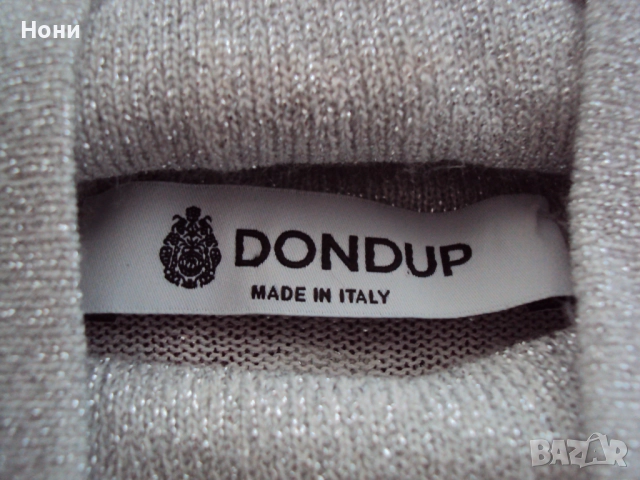 Нони
DONDUP
MADE IN ITALY
BAZAR